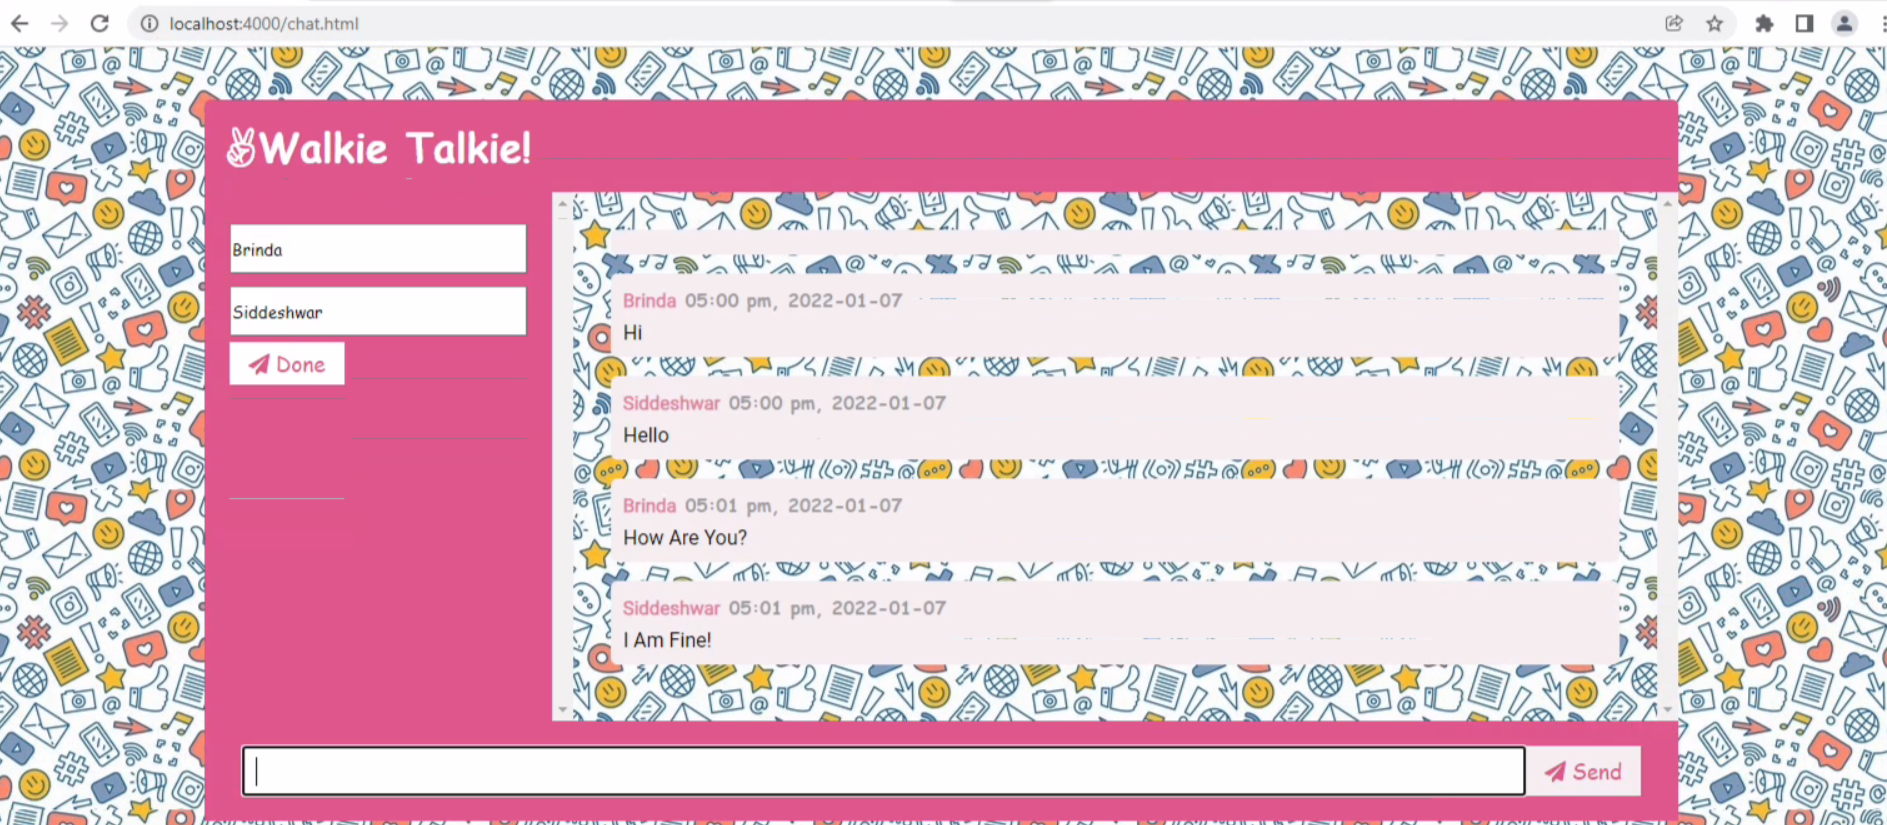 localhost:4000/chat.html
✌Walkie Talkie!
Brinda
Siddeshwar
Done
Brinda 05:00 pm, 2022-01-07
Hi
Siddeshwar 05:00 pm, 2022-01-07
Hello
Brinda 05:01 pm, 2022-01-07
How Are You?
Siddeshwar 05:01 pm, 2022-01-07
I Am Fine!
Send